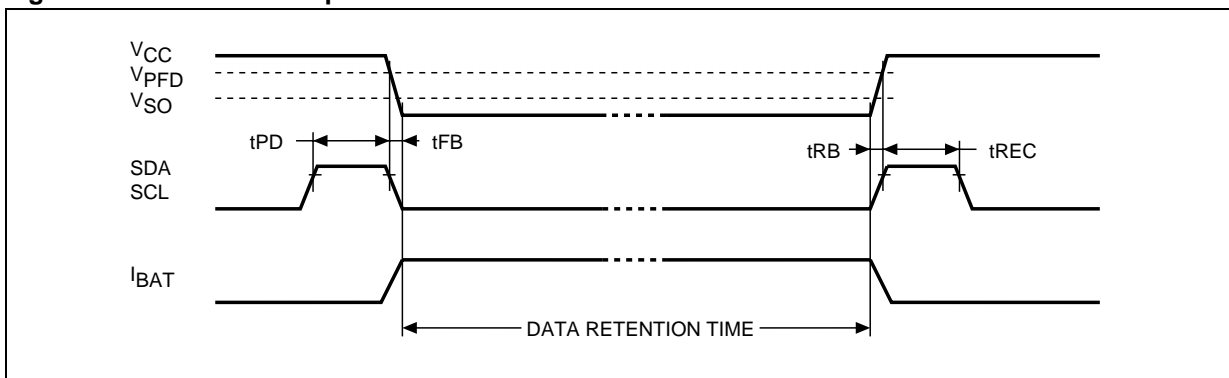 VCC
VPFD
VSO
tPD
tFB
tRB
tREC
SDA
SCL
IBAT
DATA RETENTION TIME